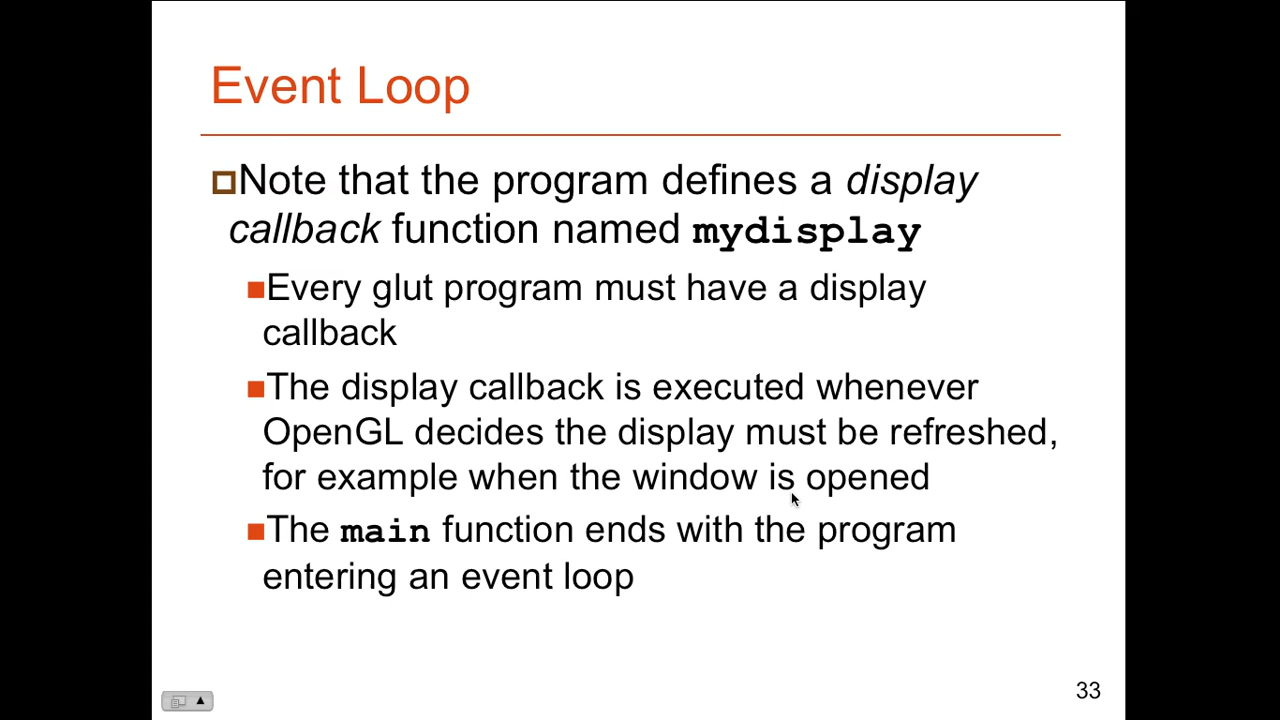 Event Loop
Note that the program defines a display
callback function named mydisplay
Every glut program must have a display
callback
The display callback is executed whenever
OpenGL decides the display must be refreshed,
for example when the window is opened
The main function ends with the program
entering an event loop
33